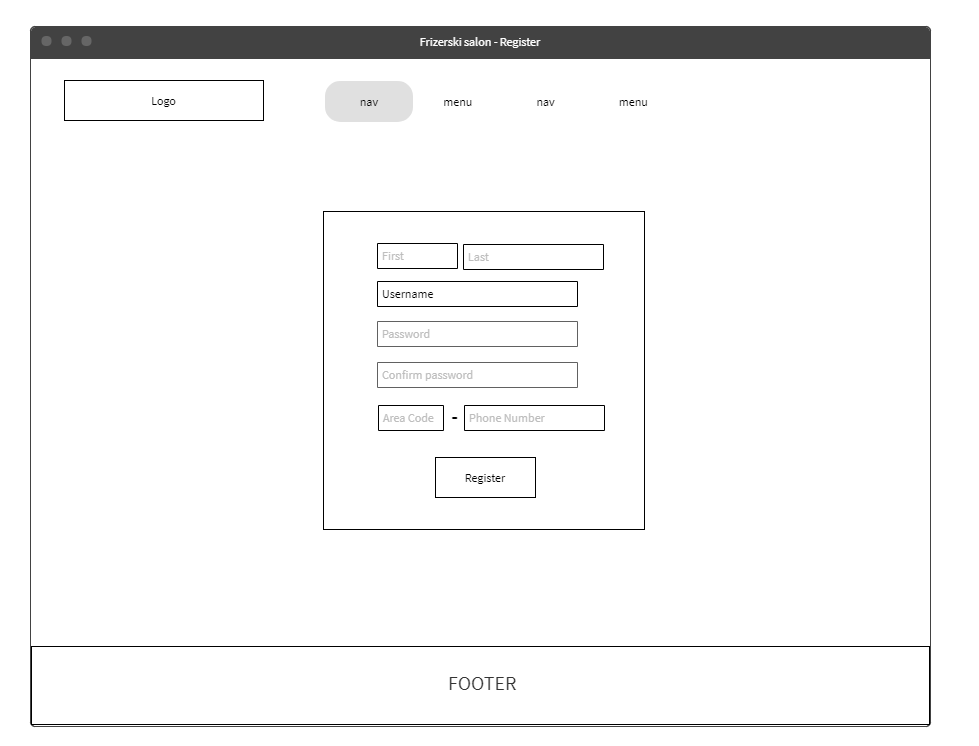 Frizerski salon - Register
Logo nav menu nav menu
First Last
Username
Password
Confirm password
Area Code - Phone Number
Register
FOOTER